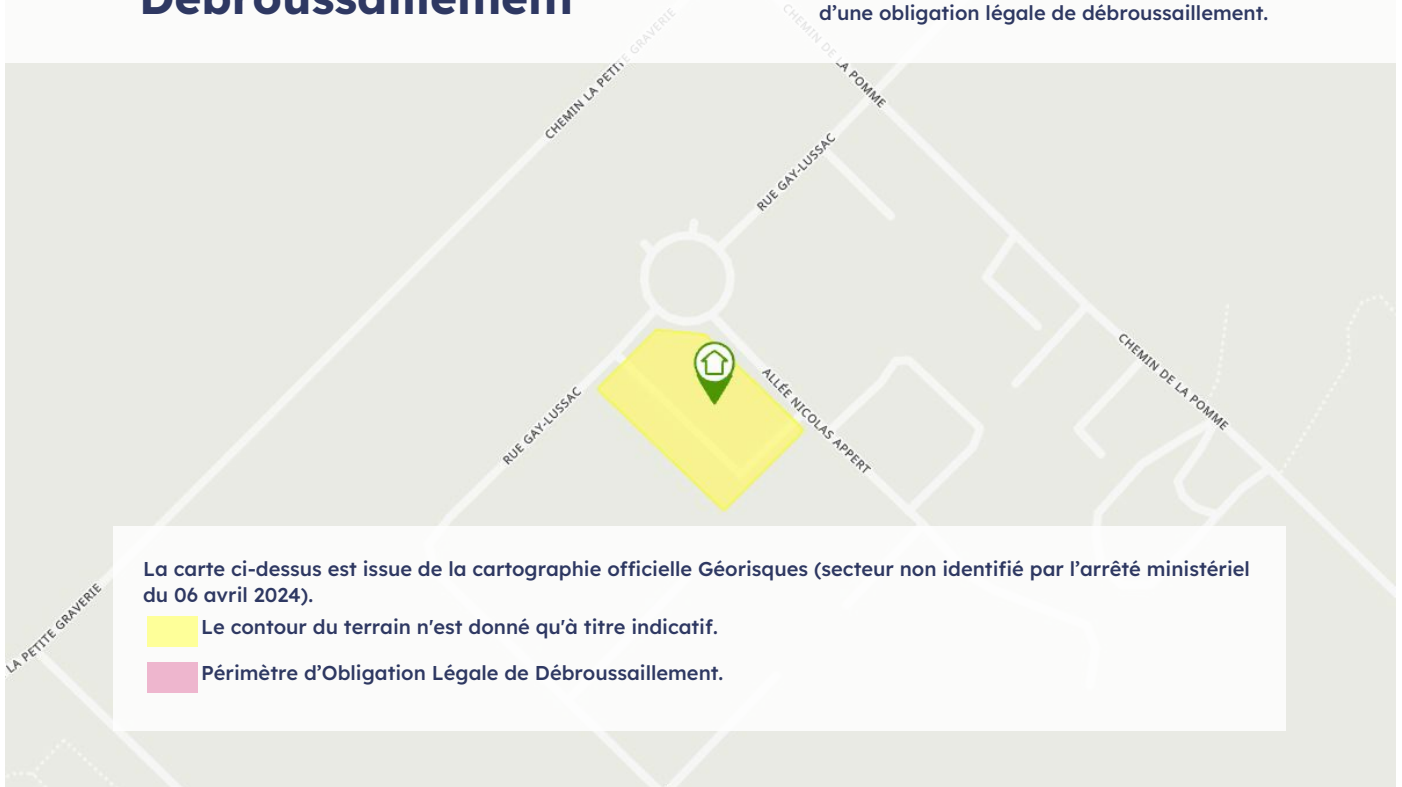 Débroussaillement
d’une obligation légale de débroussaillement.
CHEMIN LA PETITE GRAVERIE
CHEMIN DE LA POMME
RUE GAY-LUSSAC
CHEMIN DE LA POMME
ALLÉE NICOLAS APPERT
RUE GAY-LUSSAC
LA PETITE GRAVERIE
La carte ci-dessus est issue de la cartographie officielle Géorisques (secteur non identifié par l’arrêté ministériel
du 06 avril 2024).
Le contour du terrain n'est donné qu'à titre indicatif.
Périmètre d’Obligation Légale de Débroussaillement.